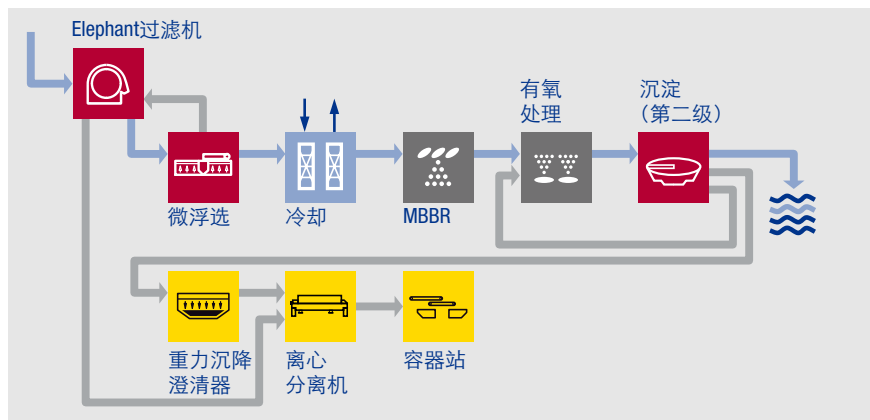 Elephant过滤机
有氧
处理
沉淀
（第二级）
微浮选
冷却
MBBR
重力沉降
澄清器
离心
分离机
容器站